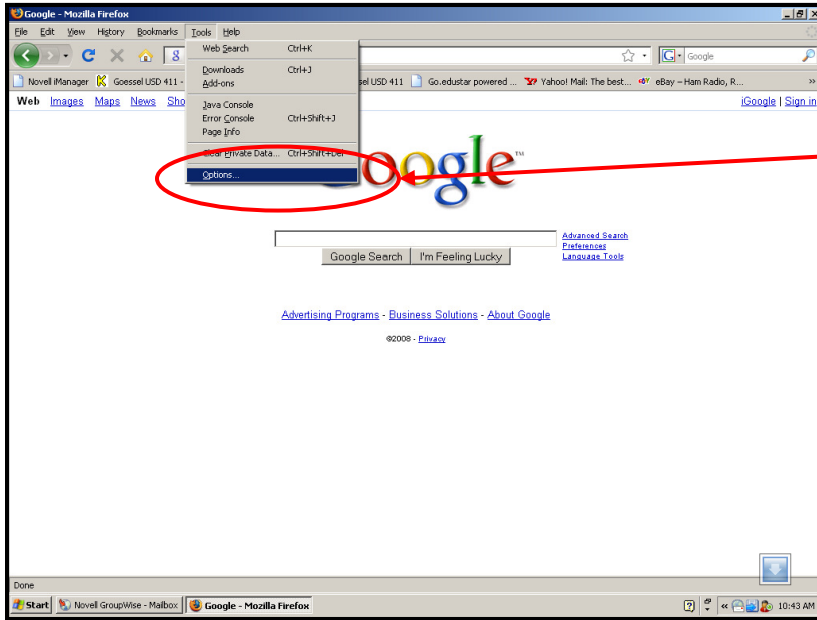 Google - Mozilla Firefox
File Edit View History Bookmarks Tools Help
Web Search Ctrl+K
Downloads Ctrl+J
Add-ons
Java Console
Error Console Ctrl+Shift+J
Page Info
Clear Private Data... Ctrl+Shift+Del
Options...
8
G Google
Novell iManager Goessel USD 411 - sel USD 411 Go.edustar powered ... Yahoo! Mail: The best... eBay – Ham Radio, R... »
Web Images Maps News Sho
iGoogle | Sign in
Google™
Advanced Search
Preferences
Language Tools
Google Search I'm Feeling Lucky
Advertising Programs - Business Solutions - About Google
©2008 - Privacy
Done
Start Novell GroupWise - Mailbox Google - Mozilla Firefox « 10:43 AM